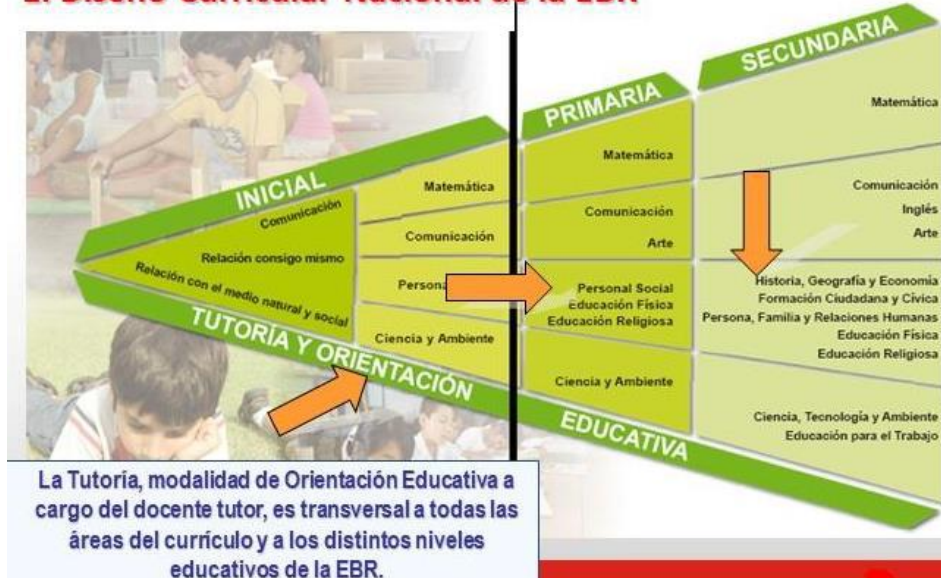 El Diseño Curricular Nacional de la EBR
INICIAL
Comunicación
Relación consigo mismo
Relación con el medio natural y social
Matemática
Comunicación
Persona
Ciencia y Ambiente
PRIMARIA
Matemática
Comunicación
Arte
Personal Social
Educación Física
Educación Religiosa
Ciencia y Ambiente
SECUNDARIA
Matemática
Comunicación
Inglés
Arte
Historia, Geografía y Economía
Formación Ciudadana y Cívica
Persona, Familia y Relaciones Humanas
Educación Física
Educación Religiosa
Ciencia, Tecnología y Ambiente
Educación para el Trabajo
TUTORÍA Y ORIENTACIÓN EDUCATIVA
La Tutoría, modalidad de Orientación Educativa a
cargo del docente tutor, es transversal a todas las
áreas del currículo y a los distintos niveles
educativos de la EBR.